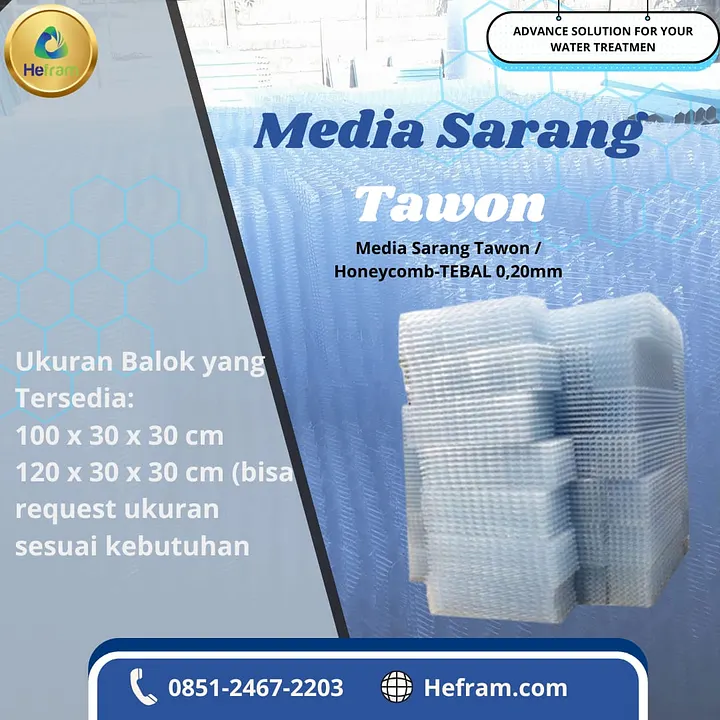 Hefram
ADVANCE SOLUTION FOR YOUR
WATER TREATMEN
Media Sarang
Tawon
Media Sarang Tawon /
Honeycomb-TEBAL 0,20mm
Ukuran Balok yang
Tersedia:
100 x 30 x 30 cm
120 x 30 x 30 cm (bisa
request ukuran
sesuai kebutuhan
0851-2467-2203
Hefram.com